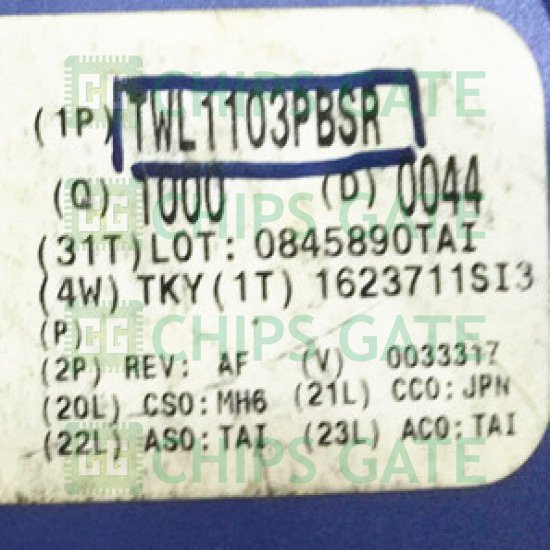 (1P) TWL1103PBSR
(Q) 1000 (D) 0044
(31T) LOT: 0845890TAI
(4W) TKY (1T) 1623711SI3
(P)
(2P) REV: AF (V) 0033317
(20L) CSO: MH6 (21L) CCO: JPN
(22L) ASO: TAI (23L) ACO: TAI
CHIPS GATE
CHIPS GATE
CHIPS GATE
CHIPS GATE